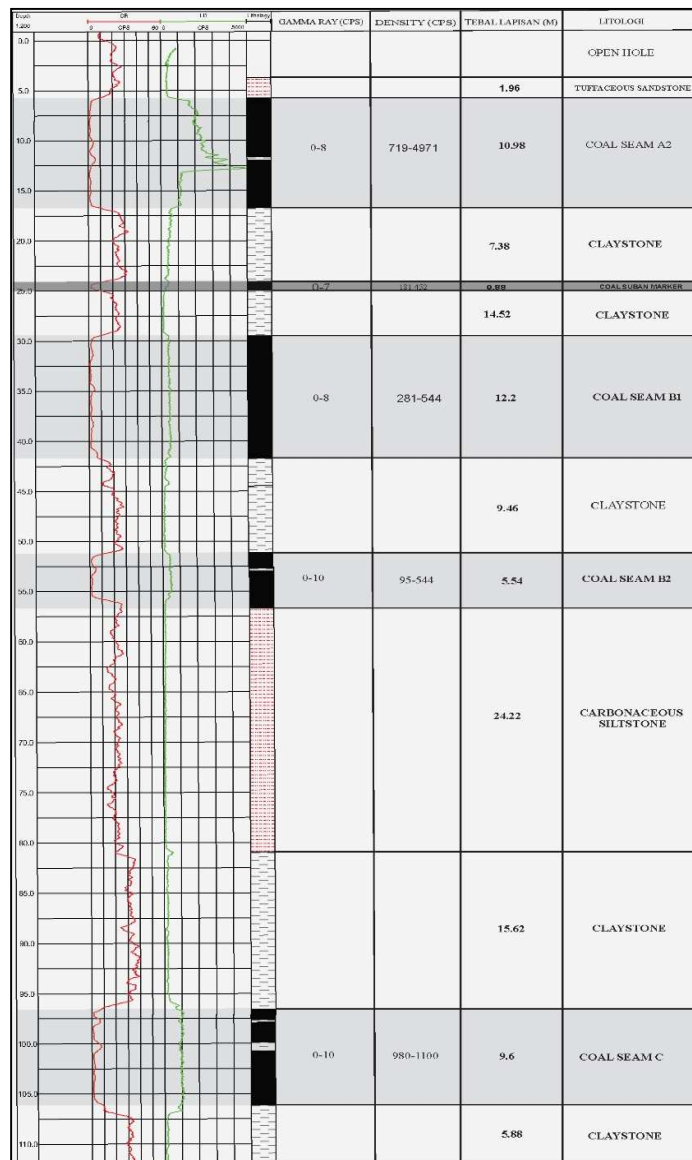 Depth GR LD Lithology GAMMA RAY (CPS) DENSITY (CPS) TEBAL LAPISAN (M) LITOLOGI
1:200 0 CPS 60 0 CPS 5000
0.0
OPEN HOLE
5.0 1.96 TUFFACEOUS SANDSTONE
10.0 0-8 719-4971 10.98 COAL SEAM A2
15.0
20.0 7.38 CLAYSTONE
0-7 0.88 COAL SUBAN MARKER
25.0
14.52 CLAYSTONE
30.0
35.0 0-8 281-544 12.2 COAL SEAM B1
40.0
45.0
9.46 CLAYSTONE
50.0
0-10 95-544 5.54 COAL SEAM B2
55.0
60.0
65.0
24.22 CARBONACEOUS
SILTSTONE
70.0
75.0
80.0
85.0
15.62 CLAYSTONE
90.0
95.0
100.0 0-10 980-1100 9.6 COAL SEAM C
105.0
5.88 CLAYSTONE
110.0